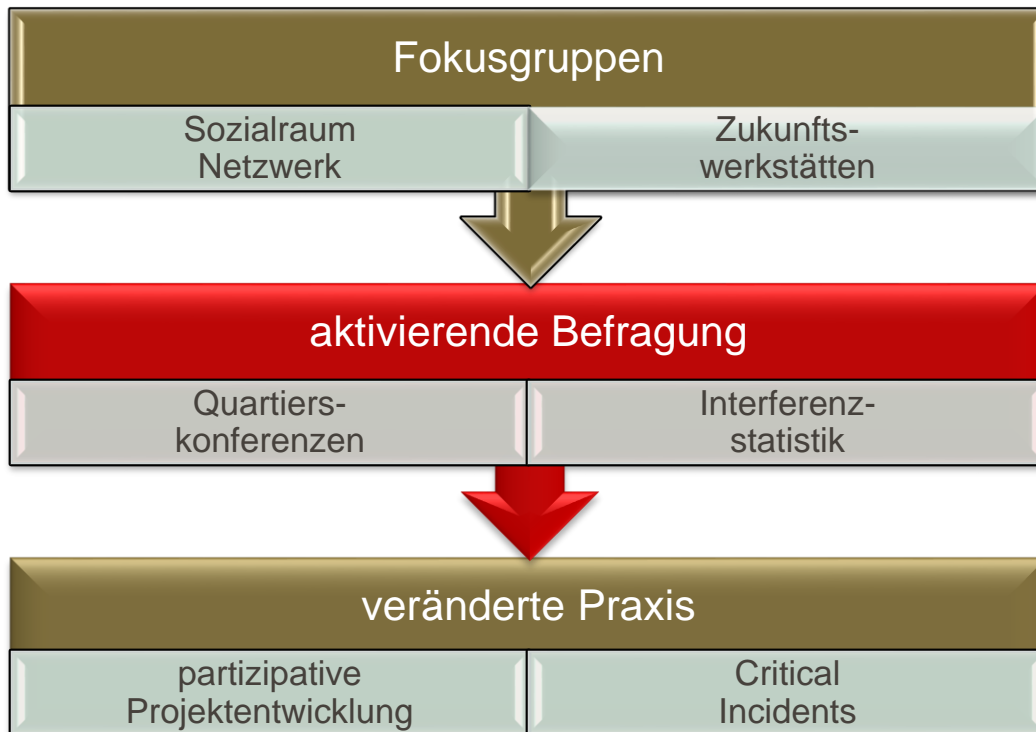 Fokusgruppen
Sozialraum
Netzwerk
Zukunfts-
werkstätten
aktivierende Befragung
Quartiers-
konferenzen
Interferenz-
statistik
veränderte Praxis
partizipative
Projektentwicklung
Critical
Incidents